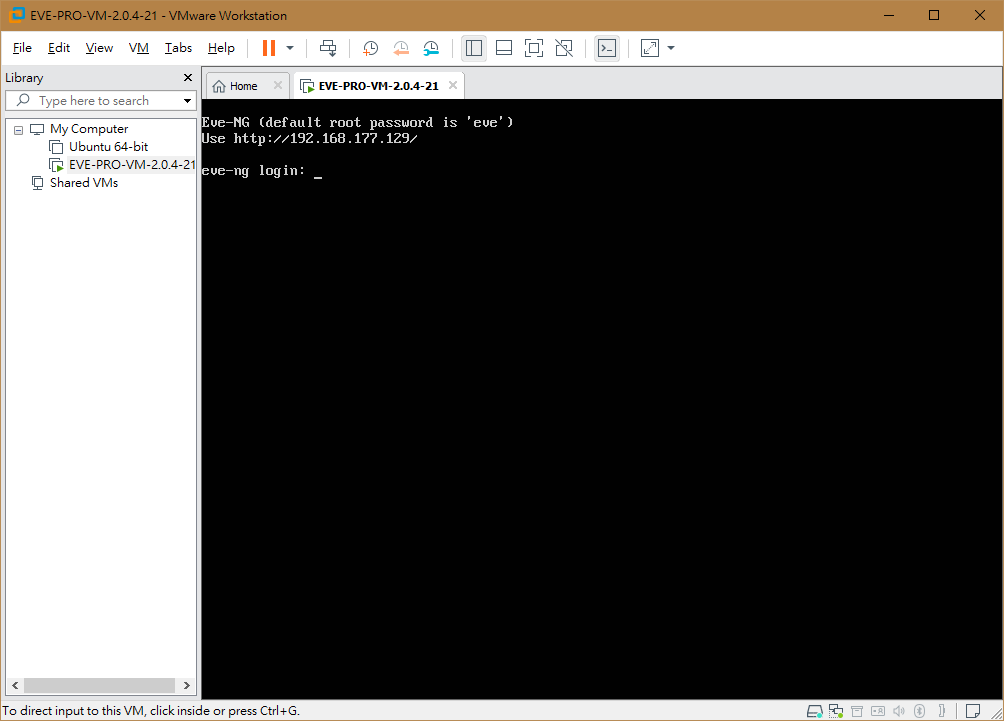 EVE-PRO-VM-2.0.4-21 - VMware Workstation
File Edit View VM Tabs Help
Library
Type here to search
My Computer
Ubuntu 64-bit
EVE-PRO-VM-2.0.4-21
Shared VMs
Home
EVE-PRO-VM-2.0.4-21
Eve-NG (default root password is 'eve')
Use http://192.168.177.129/
eve-ng login: _
To direct input to this VM, click inside or press Ctrl+G.